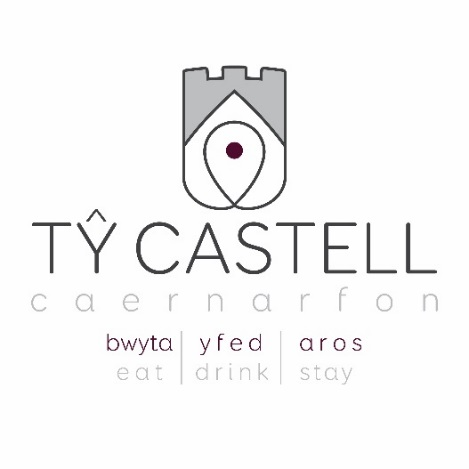 TŶ CASTELL
caernarfon
bwyta | yfed | aros
eat | drink | stay